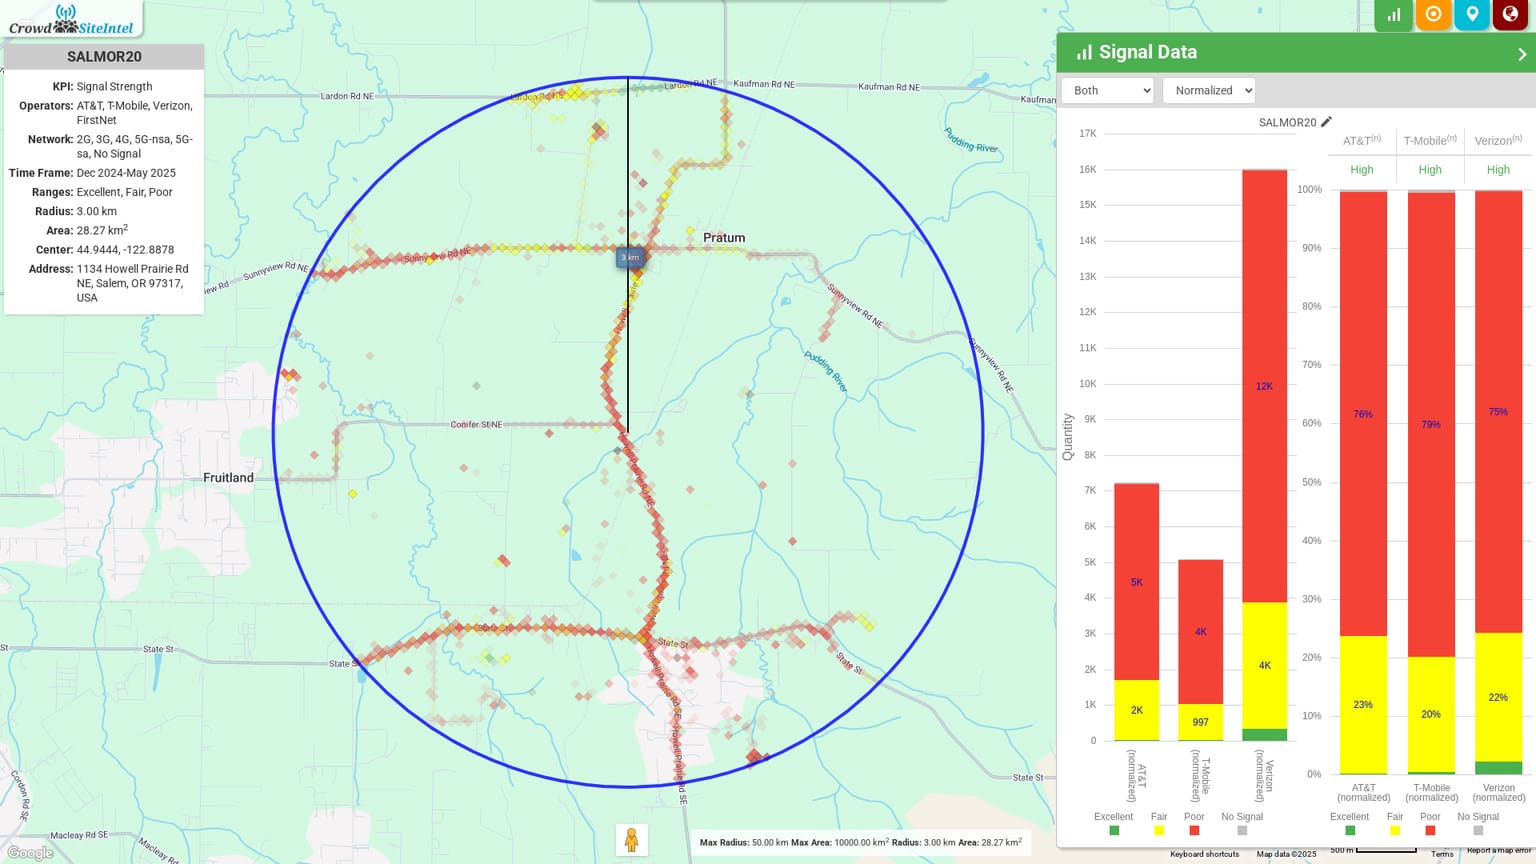 Crowd SiteIntel
SALMOR20
KPI: Signal Strength
Operators: AT&T, T-Mobile, Verizon,
FirstNet
Network: 2G, 3G, 4G, 5G-nsa, 5G-
sa, No Signal
Time Frame: Dec 2024-May 2025
Ranges: Excellent, Fair, Poor
Radius: 3.00 km
Area: 28.27 km²
Center: 44.9444, -122.8878
Address: 1134 Howell Prairie Rd
NE, Salem, OR 97317,
USA
Lardon Rd NE
Lardon Rd NE
Lardon Rd NE
Kaufman Rd NE
Kaufman Rd NE
Kaufman
Pudding River
Pratum
3 km
Sunnyview Rd NE
Sunnyview Rd NE
view Rd
Sunnyview Rd NE
Sunnyview Rd NE
Pudding River
Conifer St NE
Fruitland
State St
State St
State St
State St
State St
St
State St
Howell Prairie Rd SE
Howell Prairie Rd SE
Cordon Rd SE
Macleay Rd SE
Macleay Rd
Google
Max Radius: 50.00 km Max Area: 10000.00 km² Radius: 3.00 km Area: 28.27 km²
Signal Data
Both
Normalized
SALMOR20
Quantity
17K
16K
15K
14K
13K
12K
11K
10K
9K
8K
7K
6K
5K
4K
3K
2K
1K
0
5K
2K
4K
997
12K
4K
AT&T
(normalized)
T-Mobile
(normalized)
Verizon
(normalized)
Excellent Fair Poor No Signal
AT&T(n) T-Mobile(n) Verizon(n)
High High High
100%
90%
80%
70%
60%
50%
40%
30%
20%
10%
0%
76%
79%
75%
23%
20%
22%
AT&T
(normalized)
T-Mobile
(normalized)
Verizon
(normalized)
Excellent Fair Poor No Signal
Keyboard shortcuts Map data ©2025 500 m Terms Report a map error